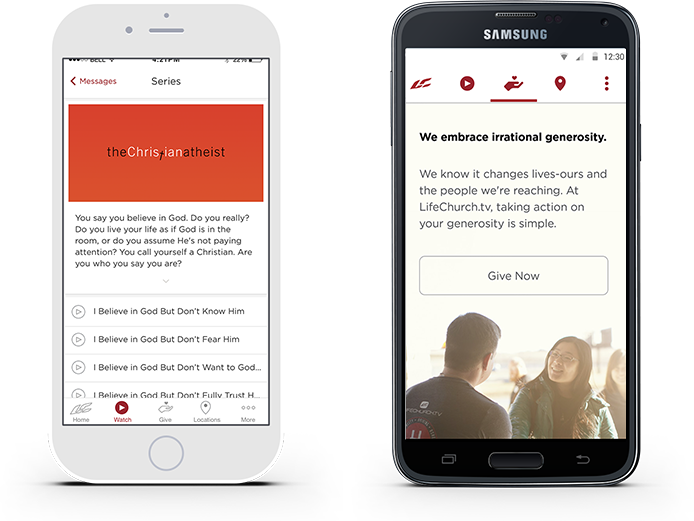 BELL 4:21PM 22%
Messages Series
theChristianatheist
You say you believe in God. Do you really?
Do you live your life as if God is in the
room, or do you assume He's not paying
attention? You call yourself a Christian. Are
you who you say you are?
I Believe in God But Don't Know Him
I Believe in God But Don't Fear Him
I Believe in God But Don't Want to God...
I Believe in God But Don't Fully Trust H...
Home Watch Give Locations More
SAMSUNG
12:30
We embrace irrational generosity.
We know it changes lives-ours and
the people we're reaching. At
LifeChurch.tv, taking action on
your generosity is simple.
Give Now
LIFECHURCH.TV